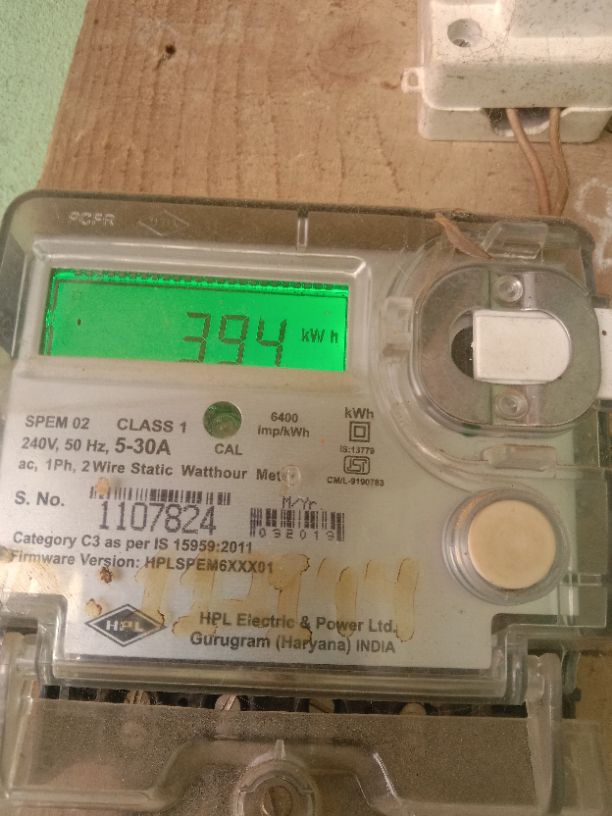 394 kWh
SPEM 02 CLASS 1
240V, 50 Hz, 5-30A
CAL
6400
imp/kWh
kWh
IS:13779
CM/L-9190783
ac, 1Ph, 2 Wire Static Watthour Met
S. No. 1107824
M/Yr
092019
Category C3 as per IS 15959:2011
Firmware Version: HPLSPEM6XXX01
HPL
HPL Electric & Power Ltd.
Gurugram (Haryana) INDIA